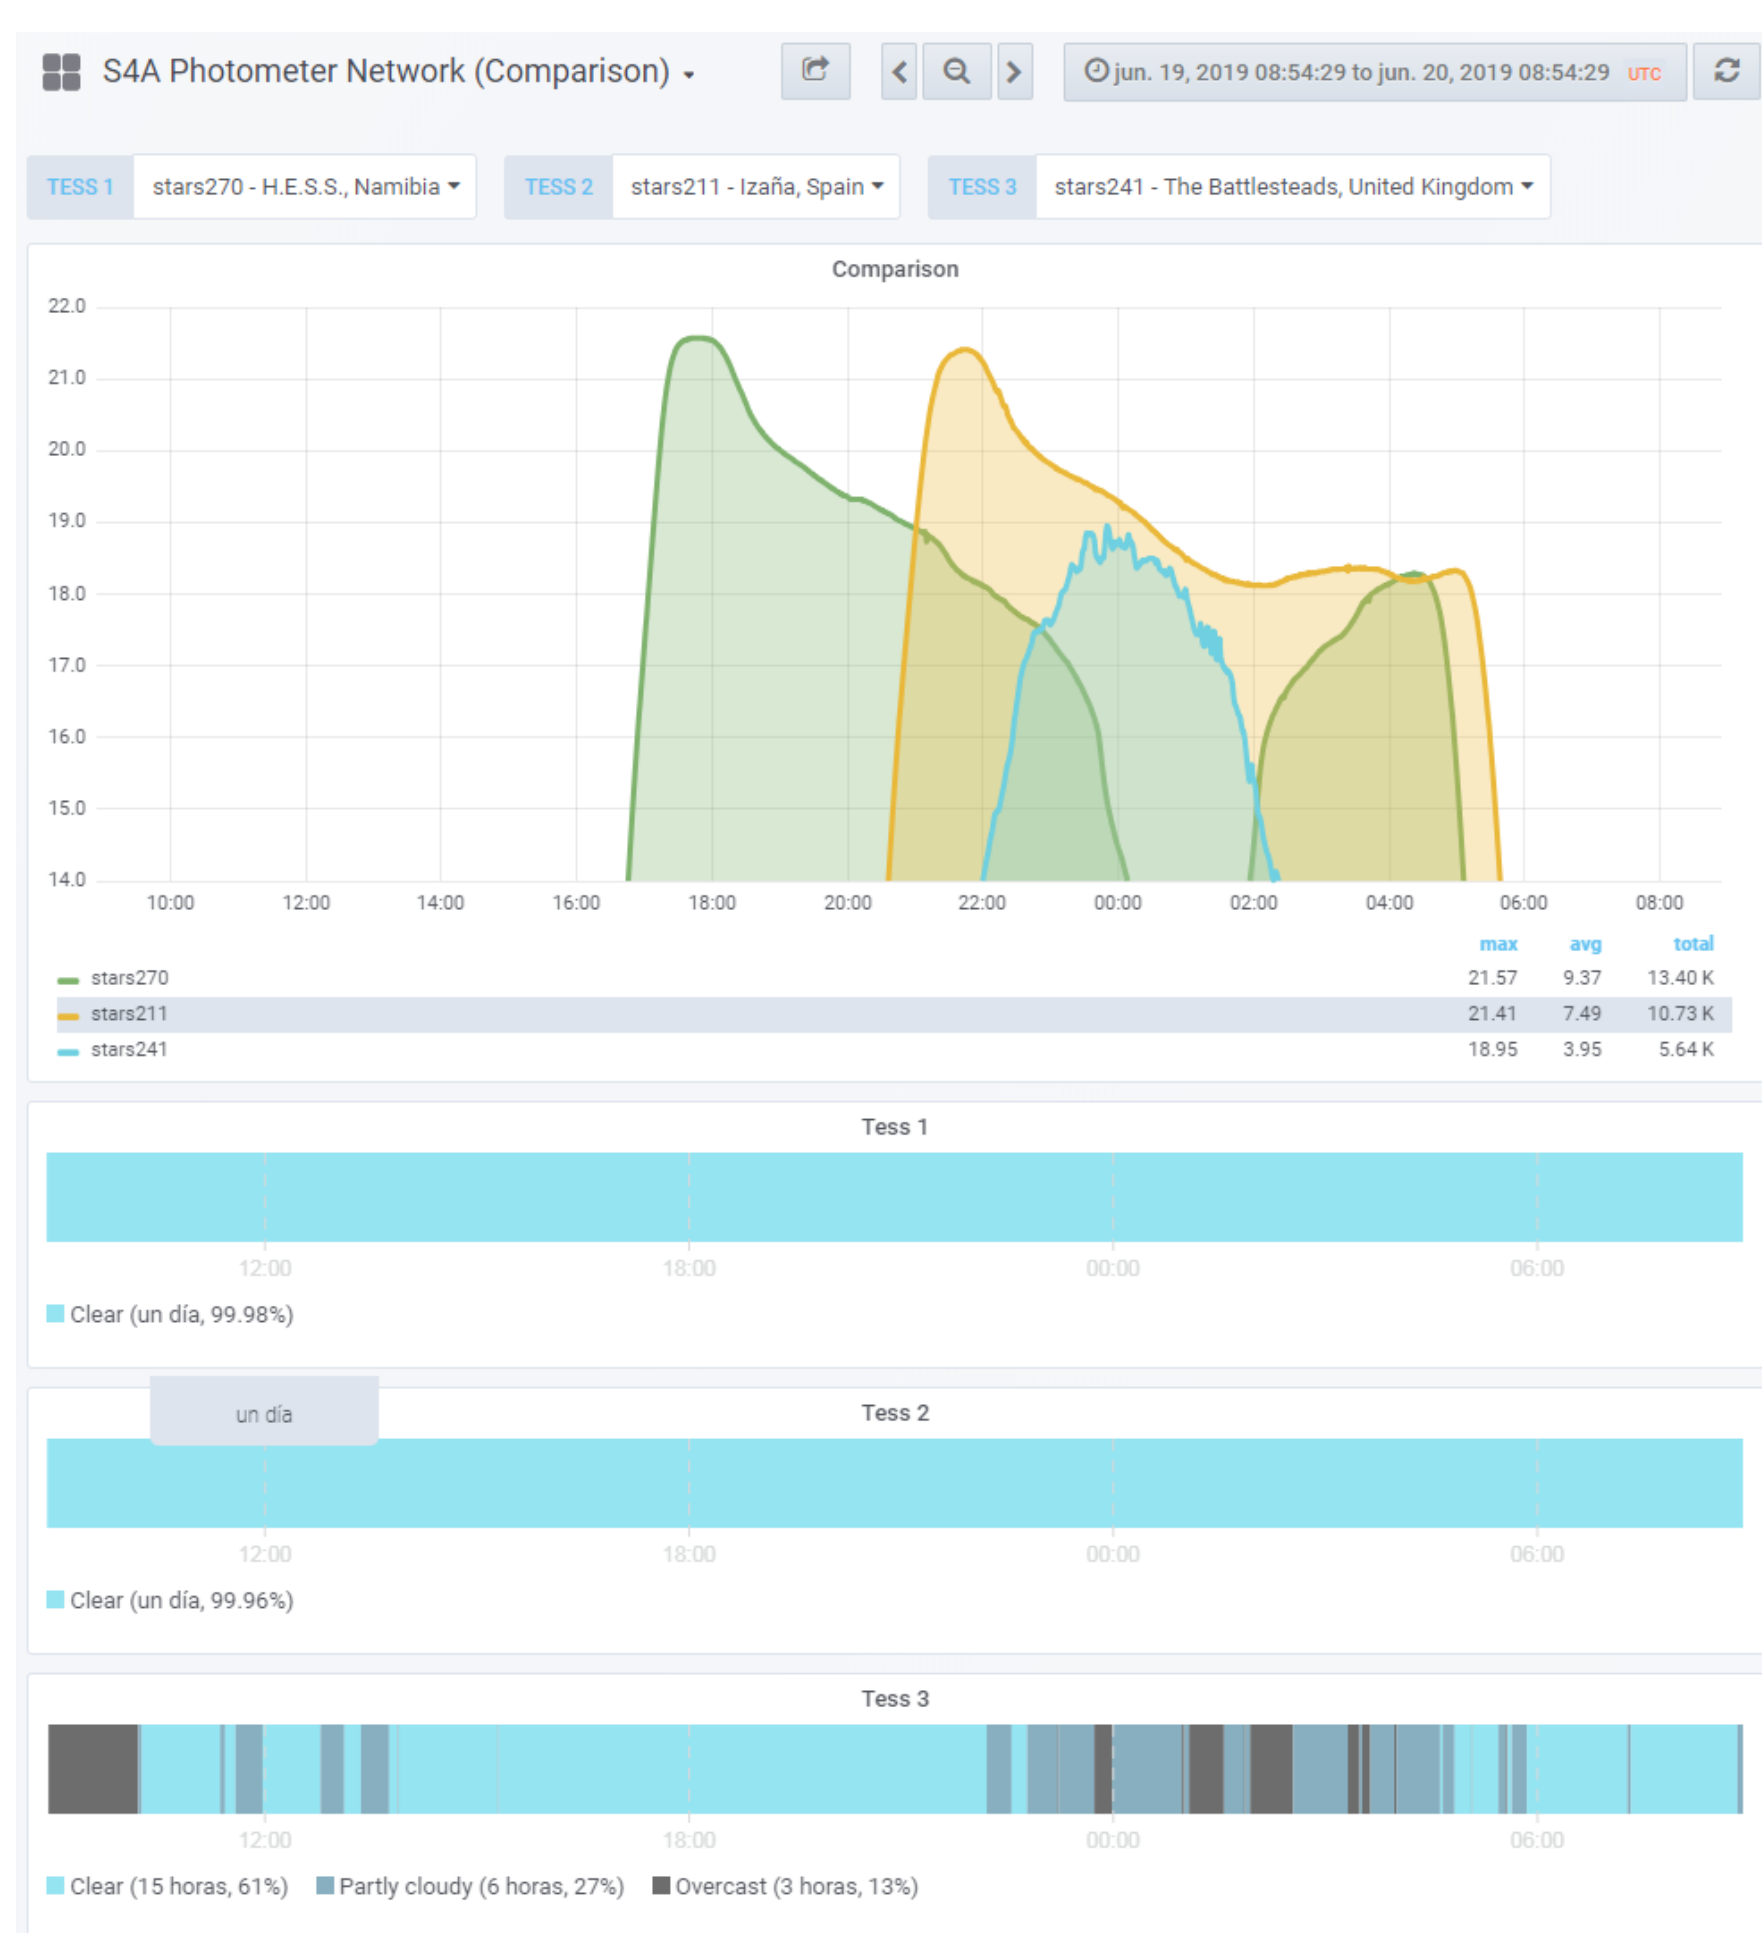 S4A Photometer Network (Comparison)
jun. 19, 2019 08:54:29 to jun. 20, 2019 08:54:29 UTC
TESS 1 stars270 - H.E.S.S., Namibia TESS 2 stars211 - Izaña, Spain TESS 3 stars241 - The Battlesteads, United Kingdom
Comparison
22.0
21.0
20.0
19.0
18.0
17.0
16.0
15.0
14.0
10:00 12:00 14:00 16:00 18:00 20:00 22:00 00:00 02:00 04:00 06:00 08:00
max avg total
stars270 21.57 9.37 13.40 K
stars211 21.41 7.49 10.73 K
stars241 18.95 3.95 5.64 K
Tess 1
12:00 18:00 00:00 06:00
Clear (un día, 99.98%)
un día
Tess 2
12:00 18:00 00:00 06:00
Clear (un día, 99.96%)
Tess 3
12:00 18:00 00:00 06:00
Clear (15 horas, 61%) Partly cloudy (6 horas, 27%) Overcast (3 horas, 13%)